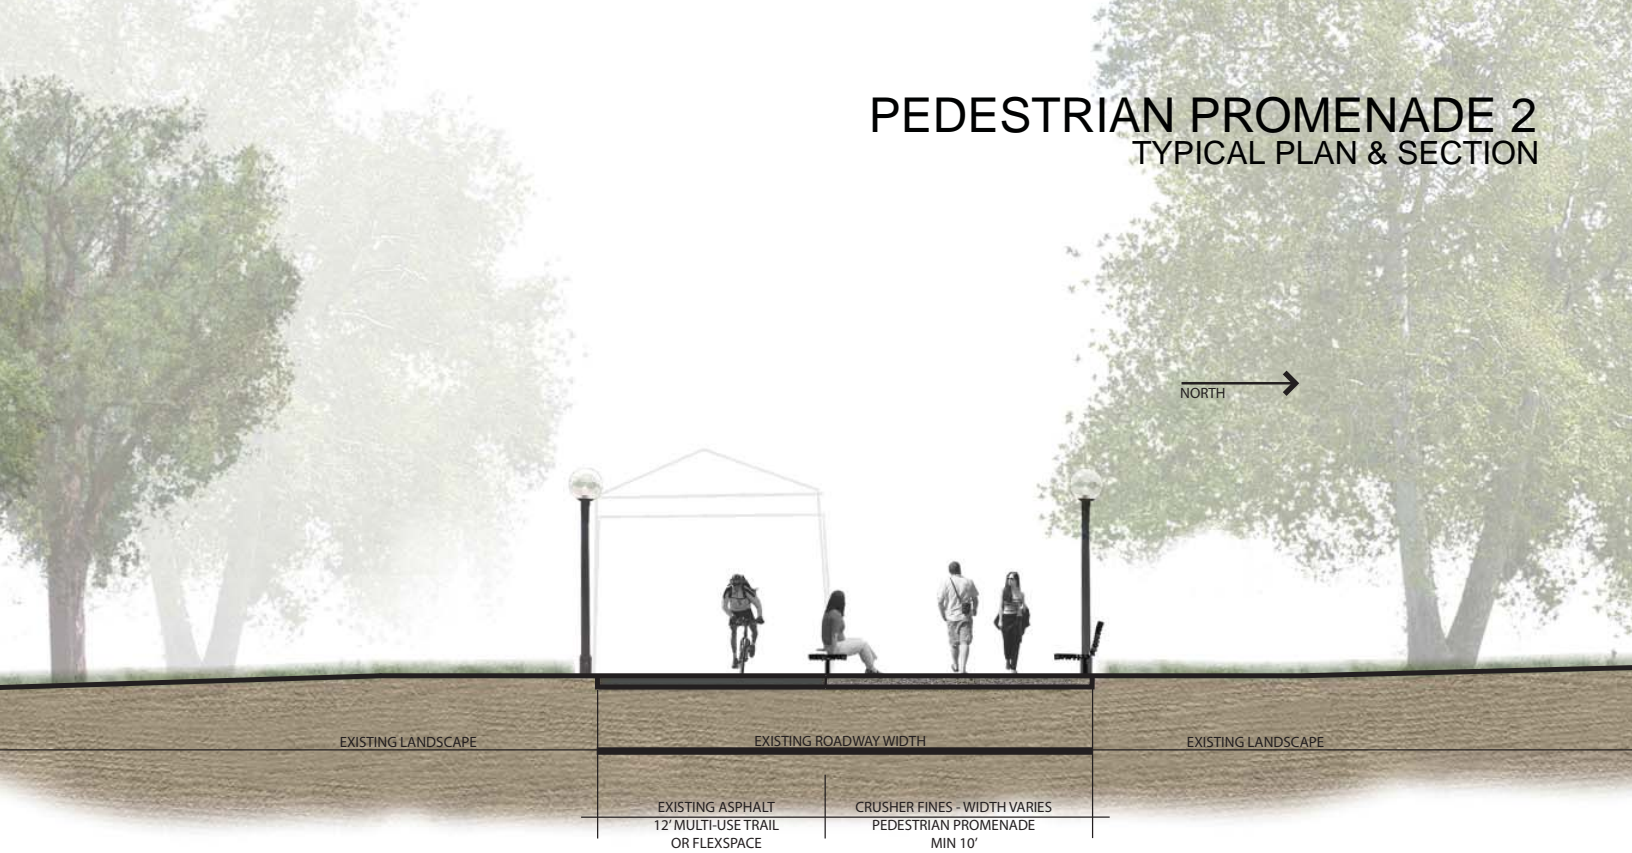 PEDESTRIAN PROMENADE 2
TYPICAL PLAN & SECTION
NORTH
EXISTING LANDSCAPE
EXISTING ROADWAY WIDTH
EXISTING LANDSCAPE
EXISTING ASPHALT
12' MULTI-USE TRAIL
OR FLEXSPACE
CRUSHER FINES - WIDTH VARIES
PEDESTRIAN PROMENADE
MIN 10'